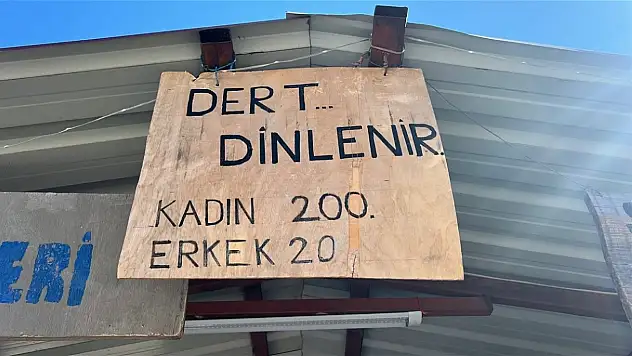 DERT...
DİNLENİR..
KADIN 200.
ERKEK 20
ERİ